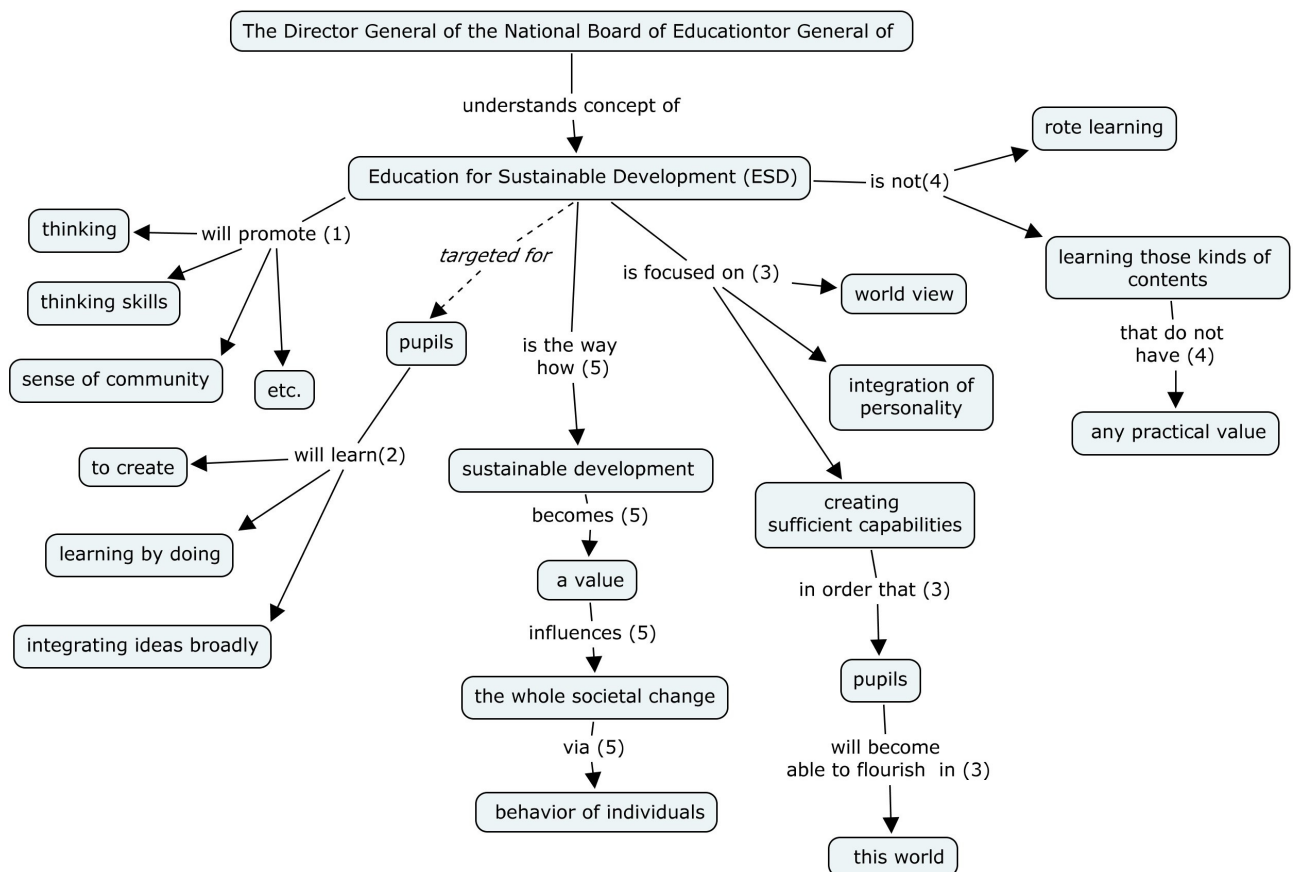 The Director General of the National Board of Educationtor General of
understands concept of
Education for Sustainable Development (ESD)
is not(4)
rote learning
learning those kinds of
contents
that do not
have (4)
any practical value
will promote (1)
thinking
thinking skills
sense of community
etc.
targeted for
pupils
will learn(2)
to create
learning by doing
integrating ideas broadly
is the way
how (5)
sustainable development
becomes (5)
a value
influences (5)
the whole societal change
via (5)
behavior of individuals
is focused on (3)
world view
integration of
personality
creating
sufficient capabilities
in order that (3)
pupils
will become
able to flourish in (3)
this world